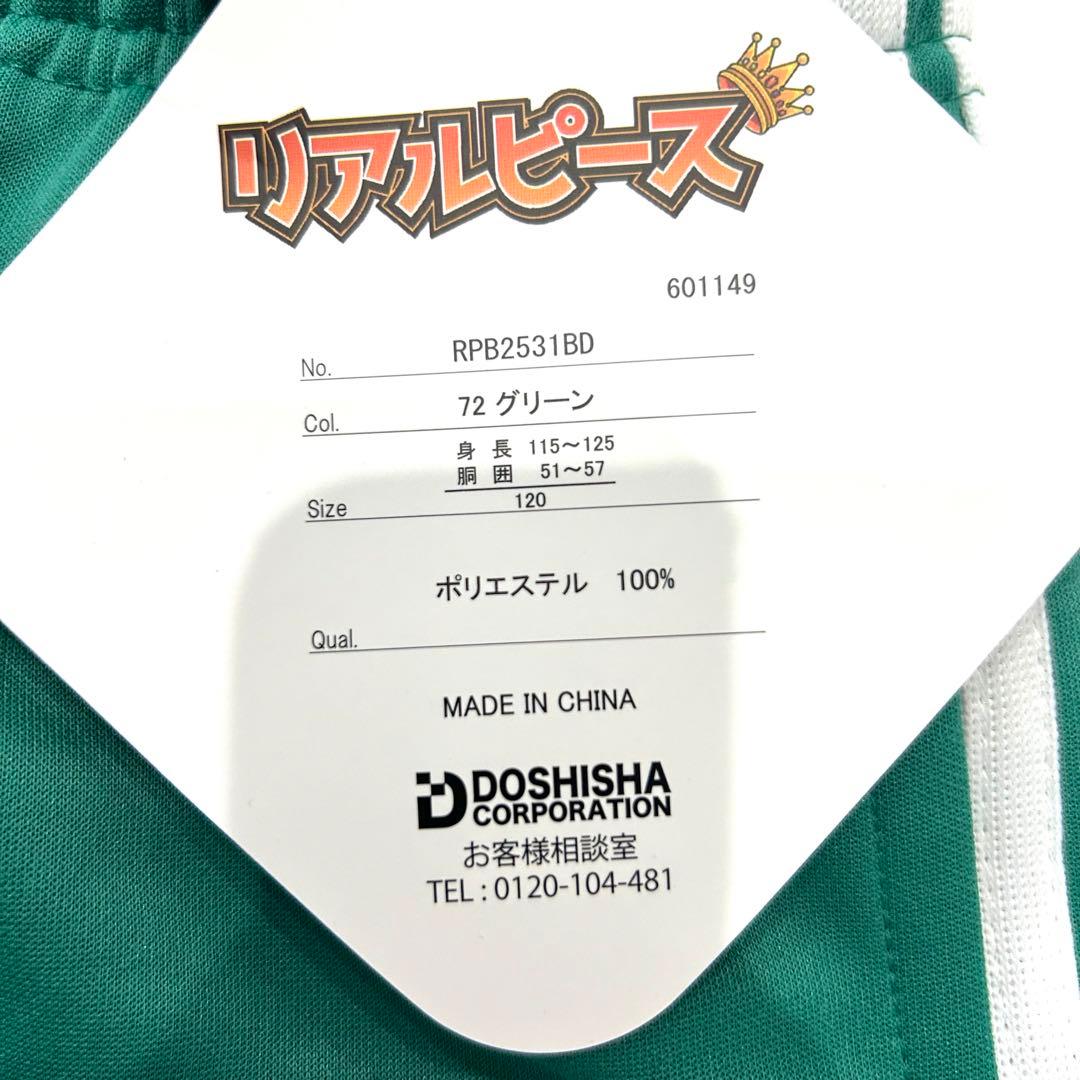 リアルピース
601149
No. RPB2531BD
Col. 72 グリーン
身 長 115～125
胴 囲 51～57
Size 120
ポリエステル 100%
Qual.
MADE IN CHINA
DOSHISHA
CORPORATION
お客様相談室
TEL : 0120-104-481